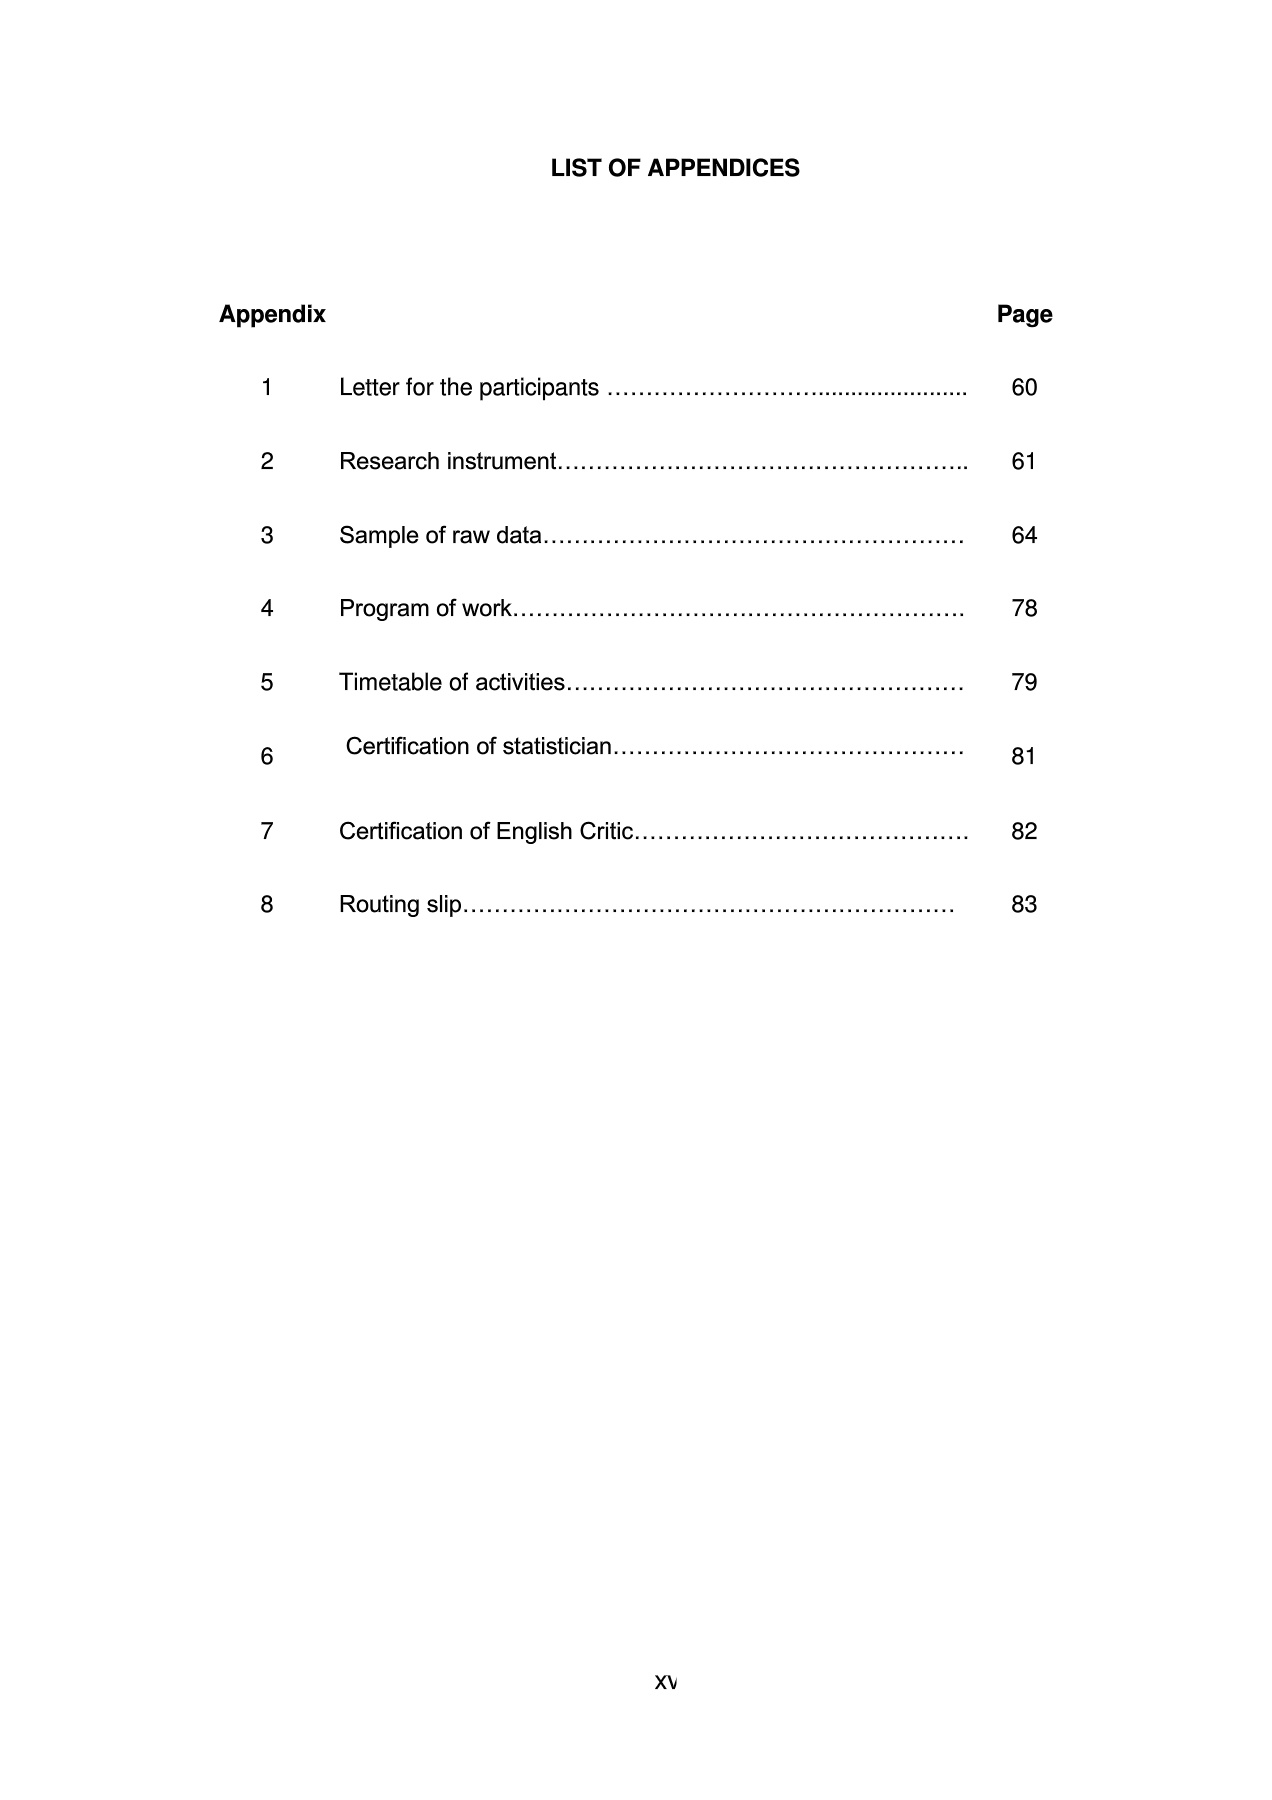 LIST OF APPENDICES
Appendix Page
1 Letter for the participants ………………………....................... 60
2 Research instrument…………………………………………….. 61
3 Sample of raw data……………………………………………… 64
4 Program of work…………………………………………………. 78
5 Timetable of activities…………………………………………… 79
6 Certification of statistician……………………………………… 81
7 Certification of English Critic……………………………………. 82
8 Routing slip……………………………………………………… 83
xv